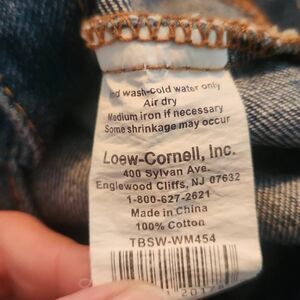 wash-cold water only
Air dry
Medium iron if necessary
Some shrinkage may occur
Loew-Cornell, Inc.
400 Sylvan Ave.
Englewood Cliffs, NJ 07632
1-800-627-2621
Made in China
100% Cotton
TBSW-WM454